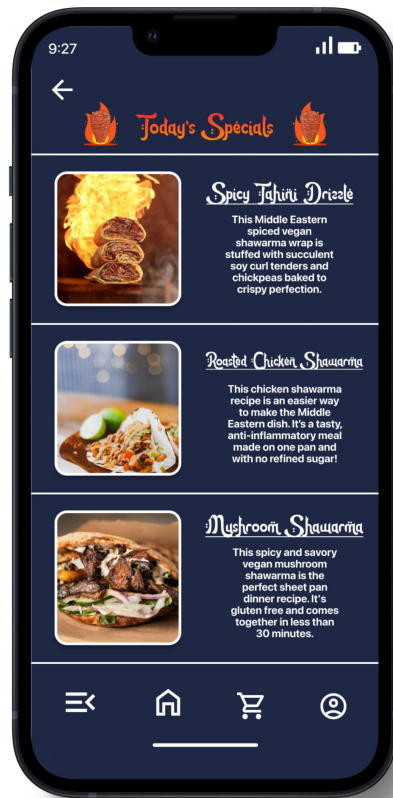 9:27
Today's Specials
Spicy Tahini Drizzle
This Middle Eastern
spiced vegan
shawarma wrap is
stuffed with succulent
soy curl tenders and
chickpeas baked to
crispy perfection.
Roasted Chicken Shawarma
This chicken shawarma
recipe is an easier way
to make the Middle
Eastern dish. It's a tasty,
anti-inflammatory meal
made on one pan and
with no refined sugar!
Mushroom Shawarma
This spicy and savory
vegan mushroom
shawarma is the
perfect sheet pan
dinner recipe. It's
gluten free and comes
together in less than
30 minutes.